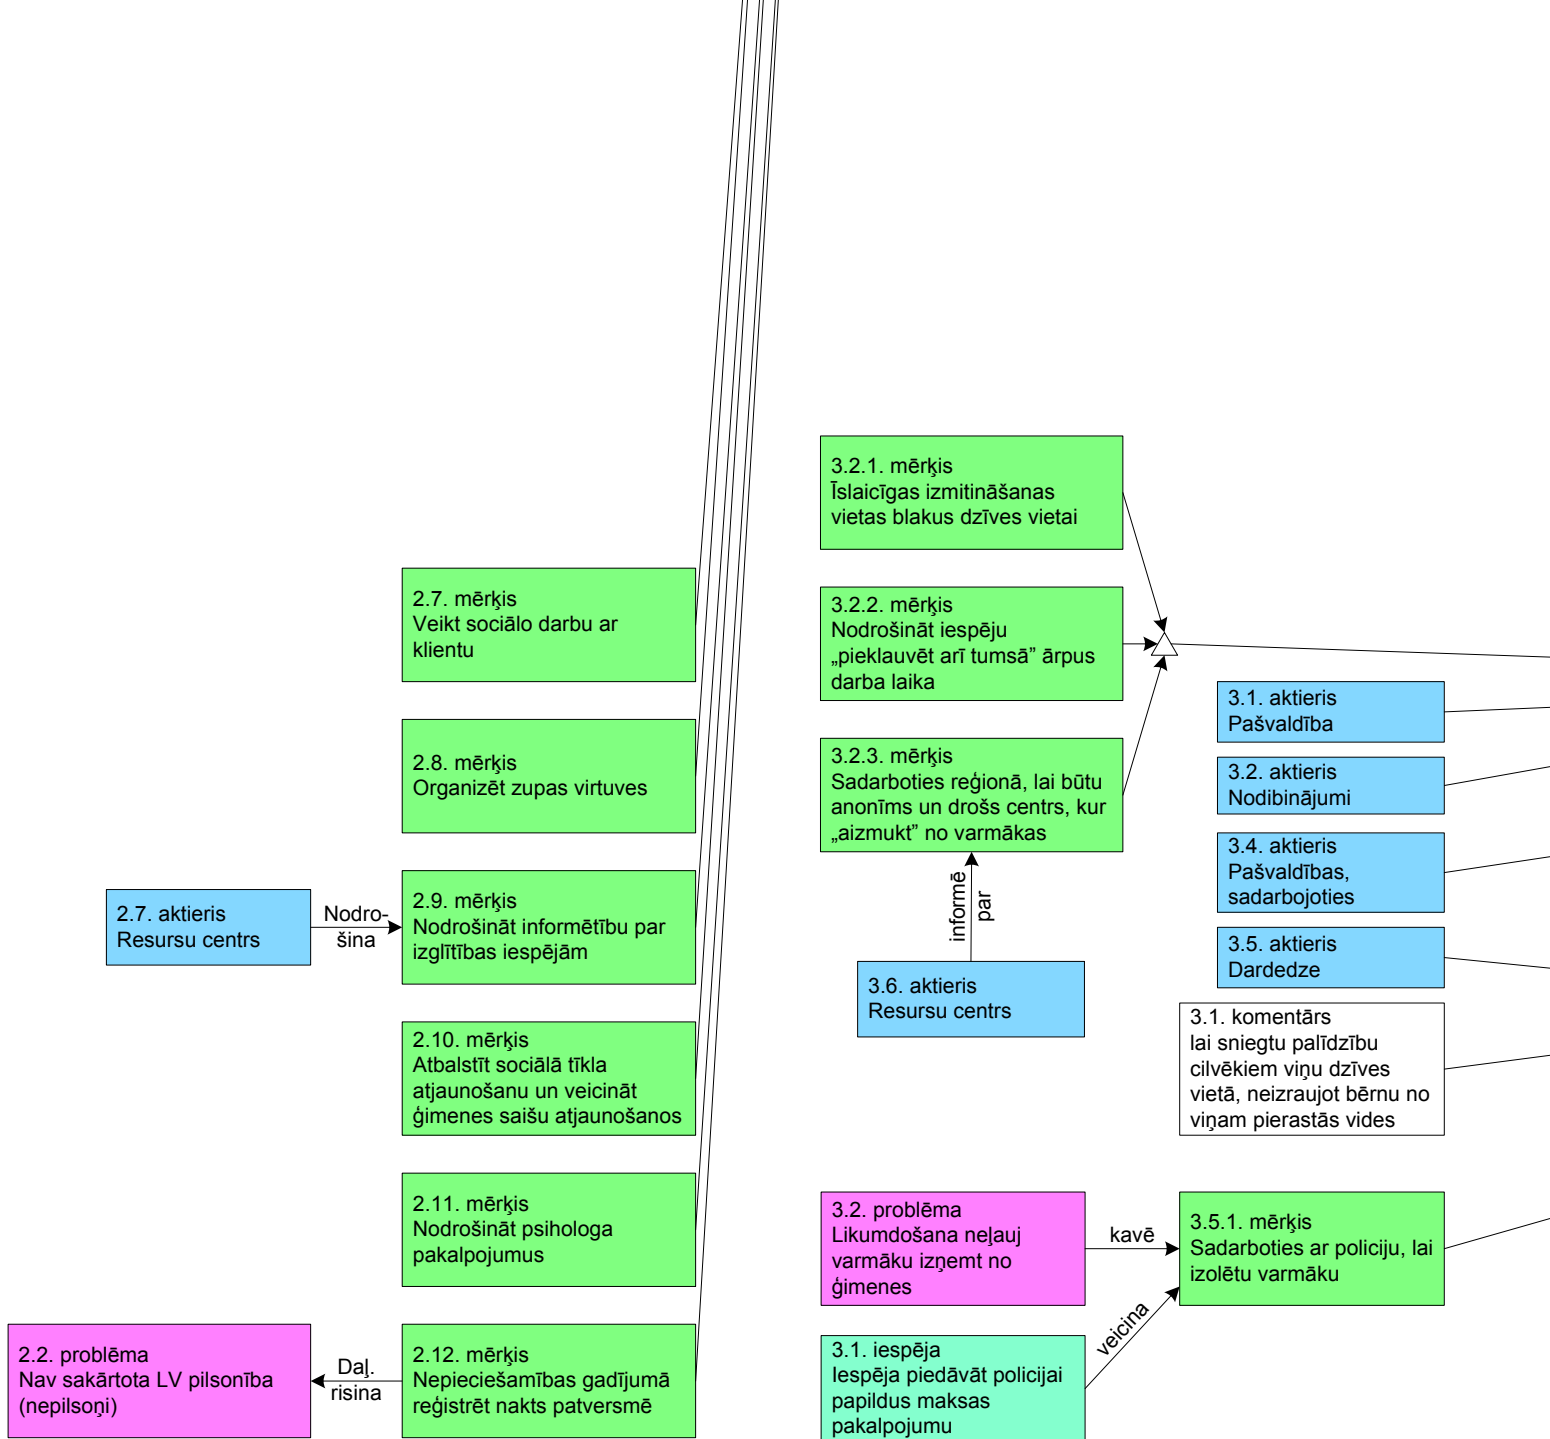 2.7. mērķis
Veikt sociālo darbu ar
klientu
2.8. mērķis
Organizēt zupas virtuves
2.7. aktieris
Resursu centrs
Nodro-
šina
2.9. mērķis
Nodrošināt informētību par
izglītības iespējām
2.10. mērķis
Atbalstīt sociālā tīkla
atjaunošanu un veicināt
ģimenes saišu atjaunošanos
2.11. mērķis
Nodrošināt psihologa
pakalpojumus
2.2. problēma
Nav sakārtota LV pilsonība
(nepilsoņi)
Daļ.
risina
2.12. mērķis
Nepieciešamības gadījumā
reģistrēt nakts patversmē
3.2.1. mērķis
Īslaicīgas izmitināšanas
vietas blakus dzīves vietai
3.2.2. mērķis
Nodrošināt iespēju
„pieklauvēt arī tumsā” ārpus
darba laika
3.2.3. mērķis
Sadarboties reģionā, lai būtu
anonīms un drošs centrs, kur
„aizmukt” no varmākas
informē
par
3.6. aktieris
Resursu centrs
3.1. aktieris
Pašvaldība
3.2. aktieris
Nodibinājumi
3.4. aktieris
Pašvaldības,
sadarbojoties
3.5. aktieris
Dardedze
3.1. komentārs
lai sniegtu palīdzību
cilvēkiem viņu dzīves
vietā, neizraujot bērnu no
viņam pierastās vides
3.2. problēma
Likumdošana neļauj
varmāku izņemt no
ģimenes
kavē
3.5.1. mērķis
Sadarboties ar policiju, lai
izolētu varmāku
veicina
3.1. iespēja
Iespēja piedāvāt policijai
papildus maksas
pakalpojumu